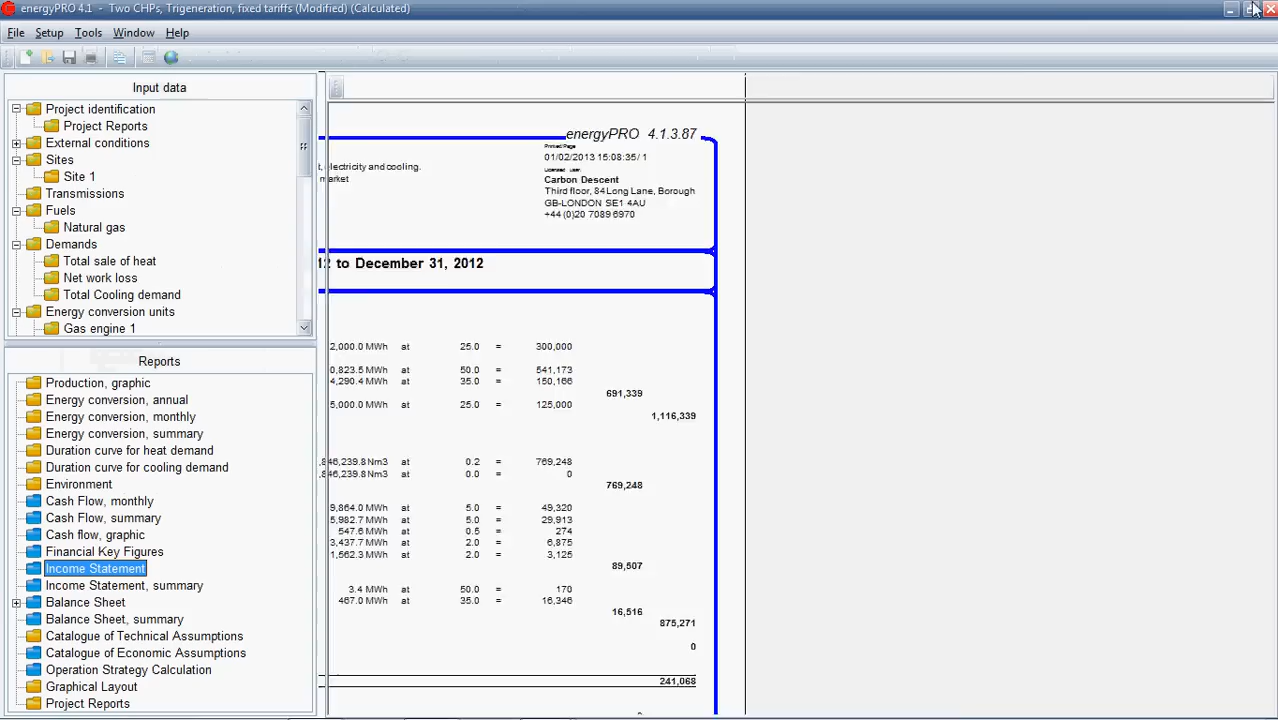 energyPRO 4.1 - Two CHPs, Trigeneration, fixed tariffs (Modified) (Calculated)
File Setup Tools Window Help
Input data
Project identification
Project Reports
External conditions
Sites
Site 1
Transmissions
Fuels
Natural gas
Demands
Total sale of heat
Net work loss
Total Cooling demand
Energy conversion units
Gas engine 1
Reports
Production, graphic
Energy conversion, annual
Energy conversion, monthly
Energy conversion, summary
Duration curve for heat demand
Duration curve for cooling demand
Environment
Cash Flow, monthly
Cash Flow, summary
Cash flow, graphic
Financial Key Figures
Income Statement
Income Statement, summary
Balance Sheet
Balance Sheet, summary
Catalogue of Technical Assumptions
Catalogue of Economic Assumptions
Operation Strategy Calculation
Graphical Layout
Project Reports
energyPRO 4.1.3.87
Printed/Page
01/02/2013 15:08:35/ 1
Licensed User:
Carbon Descent
Third floor, 84 Long Lane, Borough
GB-LONDON SE1 4AU
+44 (0)20 7089 6970
t, electricity and cooling.
market
12 to December 31, 2012
2,000.0 MWh at 25.0 = 300,000
0,823.5 MWh at 50.0 = 541,173
4,290.4 MWh at 35.0 = 150,166
691,339
5,000.0 MWh at 25.0 = 125,000
1,116,339
,846,239.8 Nm3 at 0.2 = 769,248
,846,239.8 Nm3 at 0.0 = 0
769,248
9,864.0 MWh at 5.0 = 49,320
5,982.7 MWh at 5.0 = 29,913
547.6 MWh at 0.5 = 274
3,437.7 MWh at 2.0 = 6,875
1,562.3 MWh at 2.0 = 3,125
89,507
3.4 MWh at 50.0 = 170
467.0 MWh at 35.0 = 16,346
16,516
875,271
0
241,068